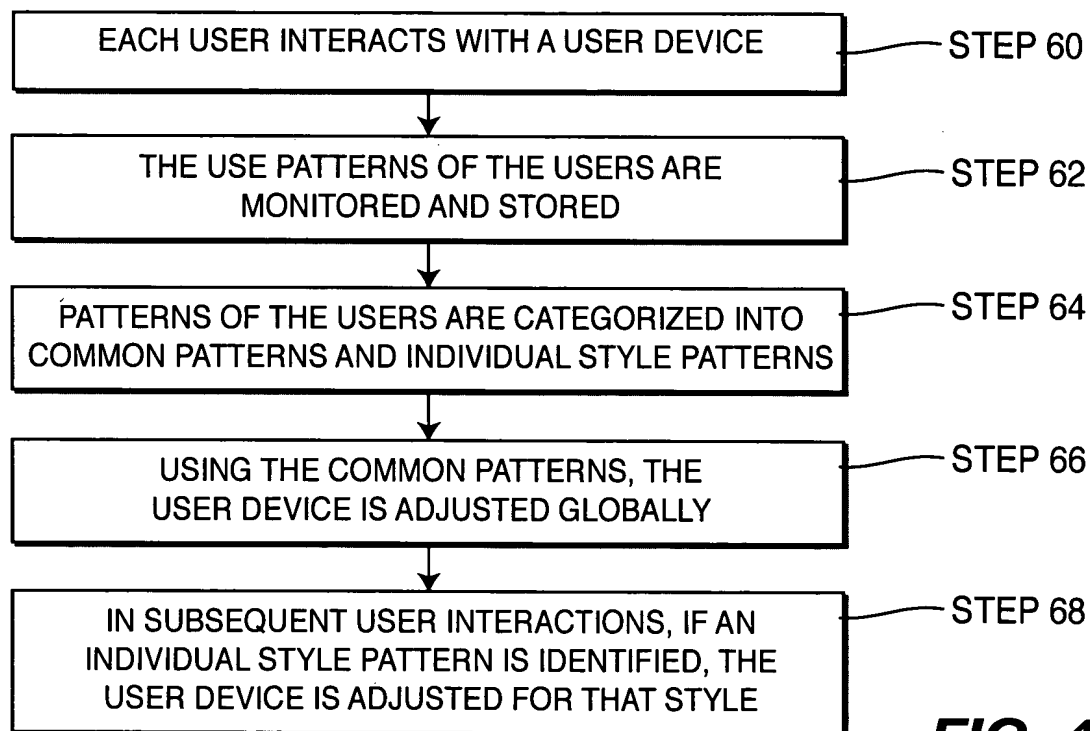 EACH USER INTERACTS WITH A USER DEVICE
STEP 60
THE USE PATTERNS OF THE USERS ARE
MONITORED AND STORED
STEP 62
PATTERNS OF THE USERS ARE CATEGORIZED INTO
COMMON PATTERNS AND INDIVIDUAL STYLE PATTERNS
STEP 64
USING THE COMMON PATTERNS, THE
USER DEVICE IS ADJUSTED GLOBALLY
STEP 66
IN SUBSEQUENT USER INTERACTIONS, IF AN
INDIVIDUAL STYLE PATTERN IS IDENTIFIED, THE
USER DEVICE IS ADJUSTED FOR THAT STYLE
STEP 68
FIG. 4